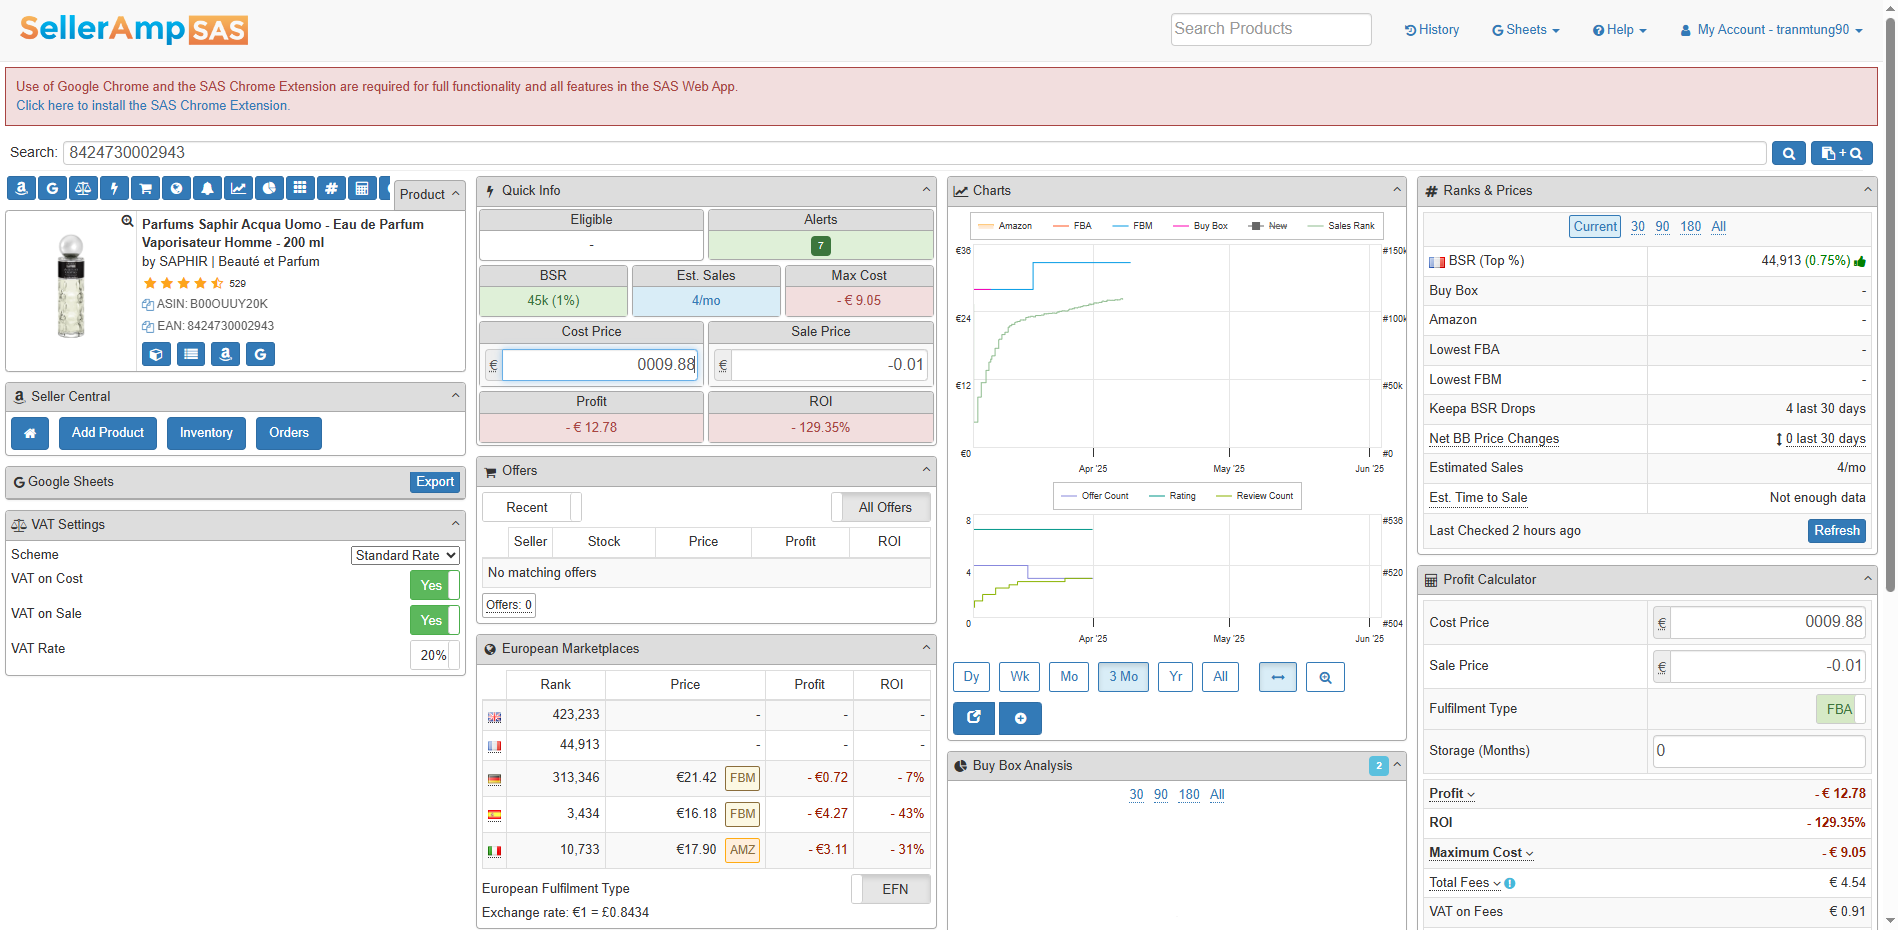 SellerAmp SAS
Search Products
History
Sheets
Help
My Account - tranmtung90
Use of Google Chrome and the SAS Chrome Extension are required for full functionality and all features in the SAS Web App.
Click here to install the SAS Chrome Extension.
Search: 8424730002943
Product
Parfums Saphir Acqua Uomo - Eau de Parfum
Vaporisateur Homme - 200 ml
by SAPHIR | Beauté et Parfum
529
ASIN: B00OUUY20K
EAN: 8424730002943
Seller Central
Add Product Inventory Orders
Google Sheets Export
VAT Settings
Scheme Standard Rate
VAT on Cost Yes
VAT on Sale Yes
VAT Rate 20%
Quick Info
Eligible Alerts
- 7
BSR Est. Sales Max Cost
45k (1%) 4/mo - € 9.05
Cost Price Sale Price
€ 0009.88 € -0.01
Profit ROI
- € 12.78 - 129.35%
Offers
Recent All Offers
Seller Stock Price Profit ROI
No matching offers
Offers: 0
European Marketplaces
Rank Price Profit ROI
423,233 - - -
44,913 - - -
313,346 €21.42 FBM - €0.72 - 7%
3,434 €16.18 FBM - €4.27 - 43%
10,733 €17.90 AMZ - €3.11 - 31%
European Fulfilment Type EFN
Exchange rate: €1 = £0.8434
Charts
Amazon FBA FBM Buy Box New Sales Rank
€36 #150k
€24 #100k
€12 #50k
€0 #0
Apr '25 May '25 Jun '25
Offer Count Rating Review Count
8 #536
4 #520
0 #504
Apr '25 May '25 Jun '25
Dy Wk Mo 3 Mo Yr All
Buy Box Analysis 2
30 90 180 All
Ranks & Prices
Current 30 90 180 All
BSR (Top %) 44,913 (0.75%)
Buy Box -
Amazon -
Lowest FBA -
Lowest FBM -
Keepa BSR Drops 4 last 30 days
Net BB Price Changes 0 last 30 days
Estimated Sales 4/mo
Est. Time to Sale Not enough data
Last Checked 2 hours ago Refresh
Profit Calculator
Cost Price € 0009.88
Sale Price € -0.01
Fulfilment Type FBA
Storage (Months) 0
Profit - € 12.78
ROI - 129.35%
Maximum Cost - € 9.05
Total Fees € 4.54
VAT on Fees € 0.91